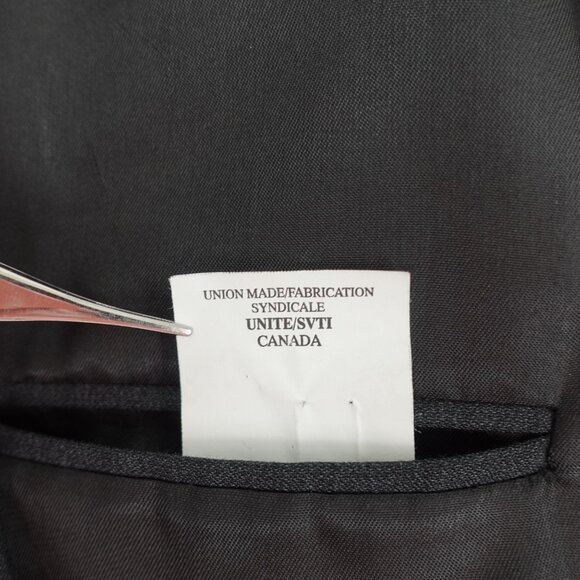 UNION MADE/FABRICATION
SYNDICALE
UNITE/SVTI
CANADA